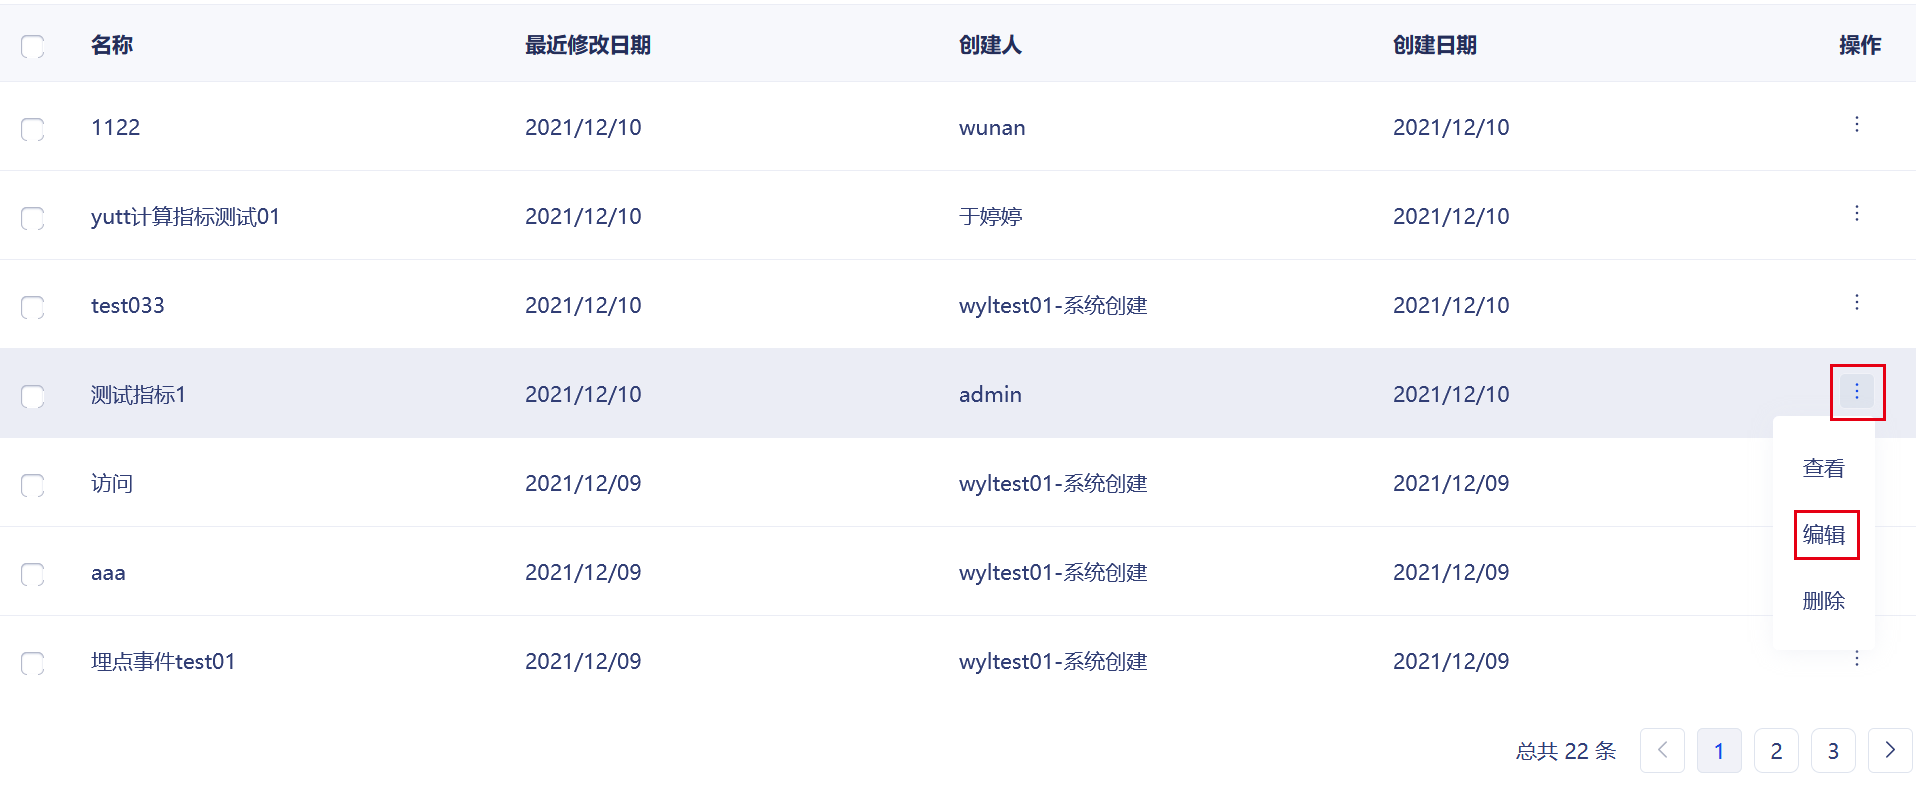 名称 最近修改日期 创建人 创建日期 操作
1122 2021/12/10 wunan 2021/12/10
yutt计算指标测试01 2021/12/10 于婷婷 2021/12/10
test033 2021/12/10 wyltest01-系统创建 2021/12/10
测试指标1 2021/12/10 admin 2021/12/10
查看
访问 2021/12/09 wyltest01-系统创建 2021/12/09
编辑
aaa 2021/12/09 wyltest01-系统创建 2021/12/09
删除
埋点事件test01 2021/12/09 wyltest01-系统创建 2021/12/09
总共 22 条 < 1 2 3 >